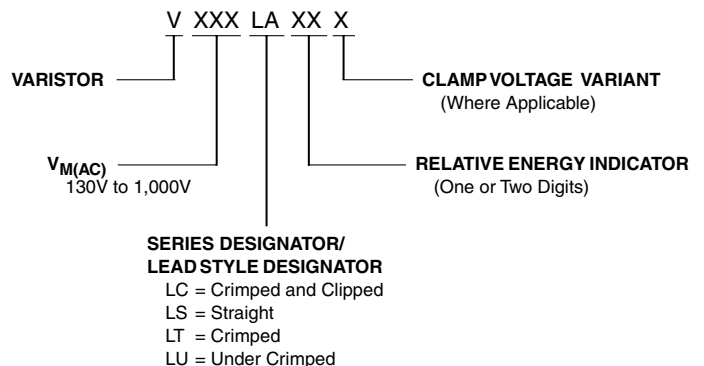 V XXX LA XX X
VARISTOR
CLAMP VOLTAGE VARIANT
(Where Applicable)
VM(AC)
130V to 1,000V
RELATIVE ENERGY INDICATOR
(One or Two Digits)
SERIES DESIGNATOR/
LEAD STYLE DESIGNATOR
LC = Crimped and Clipped
LS = Straight
LT = Crimped
LU = Under Crimped